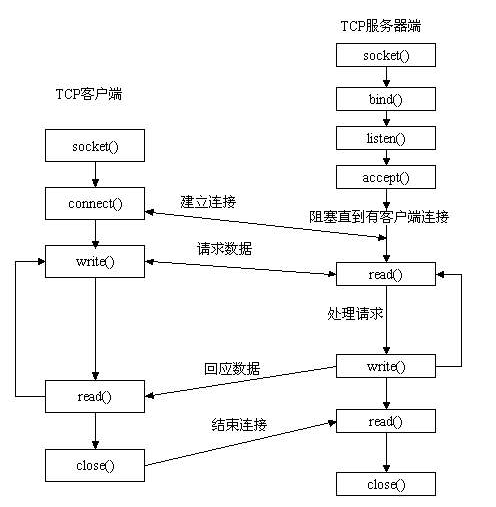 TCP服务器端
socket()
bind()
listen()
accept()
阻塞直到有客户端连接
read()
处理请求
write()
read()
close()
TCP客户端
socket()
connect()
write()
read()
close()
建立连接
请求数据
回应数据
结束连接